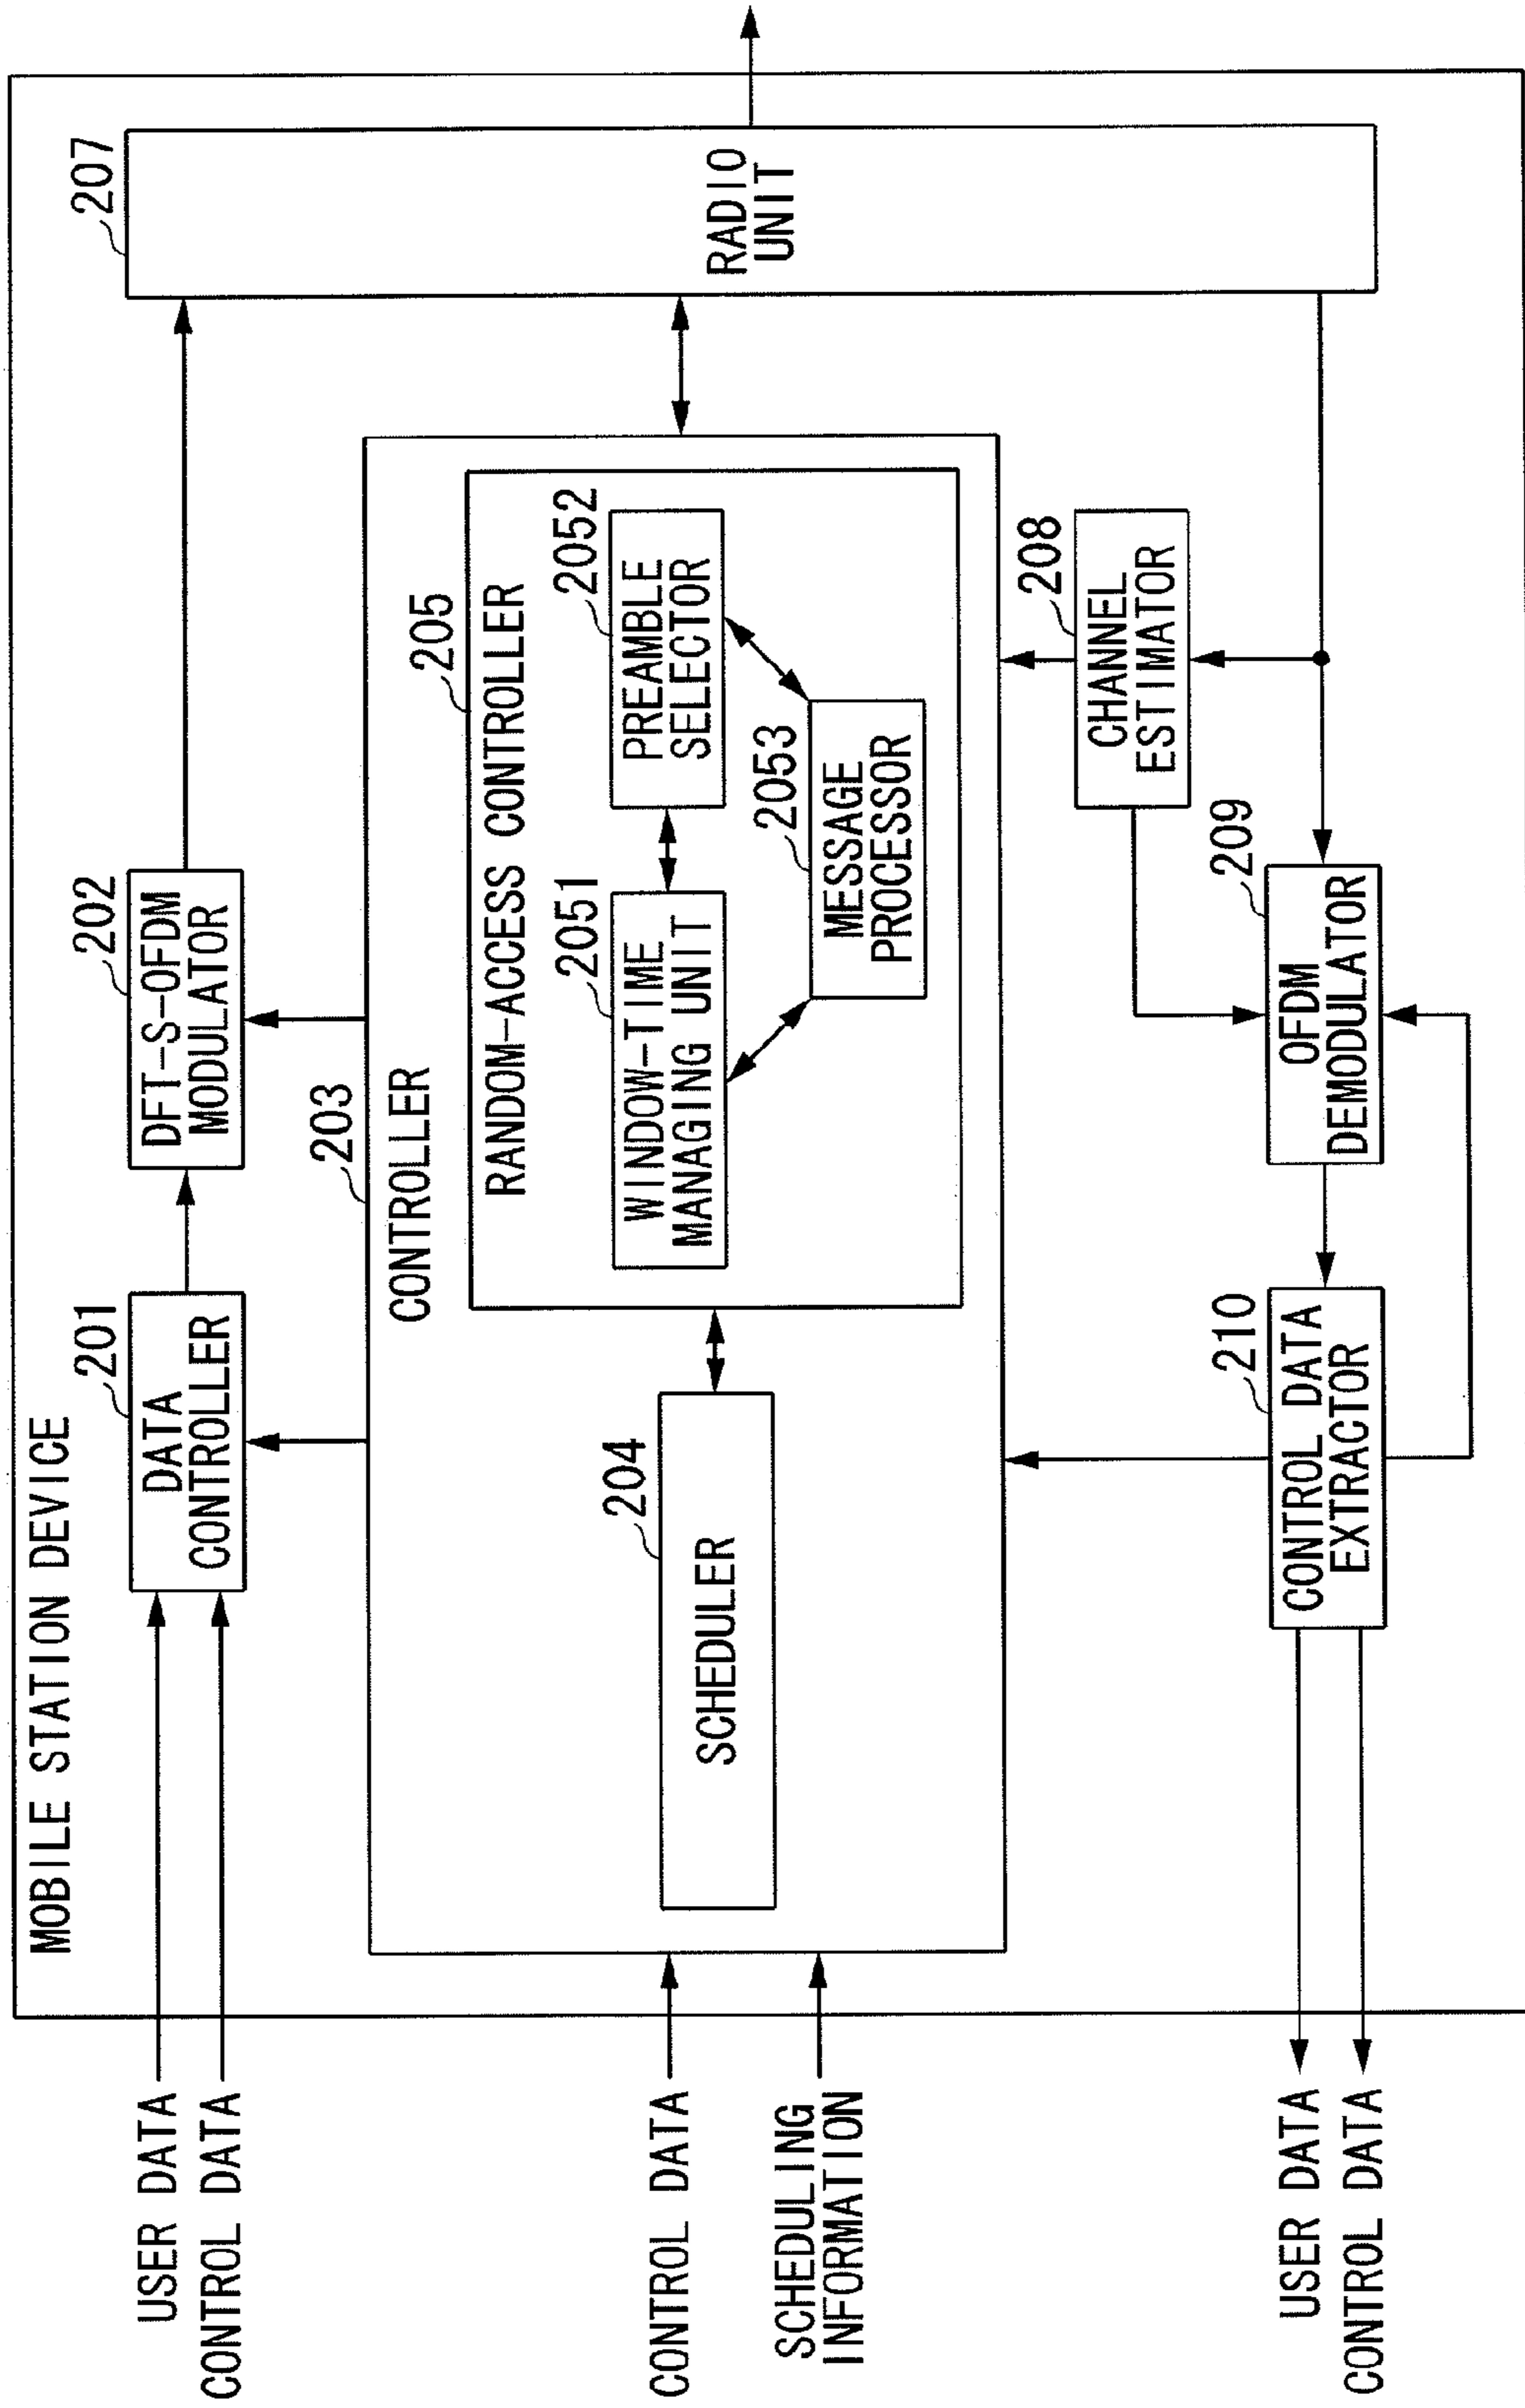 MOBILE STATION DEVICE
USER DATA
CONTROL DATA
201
DATA
CONTROLLER
202
DFT-S-OFDM
MODULATOR
207
RADIO
UNIT
203
CONTROLLER
CONTROL DATA
SCHEDULING
INFORMATION
204
SCHEDULER
205
RANDOM-ACCESS CONTROLLER
2051
WINDOW-TIME
MANAGING UNIT
2052
PREAMBLE
SELECTOR
2053
MESSAGE
PROCESSOR
208
CHANNEL
ESTIMATOR
209
OFDM
DEMODULATOR
210
CONTROL DATA
EXTRACTOR
USER DATA
CONTROL DATA